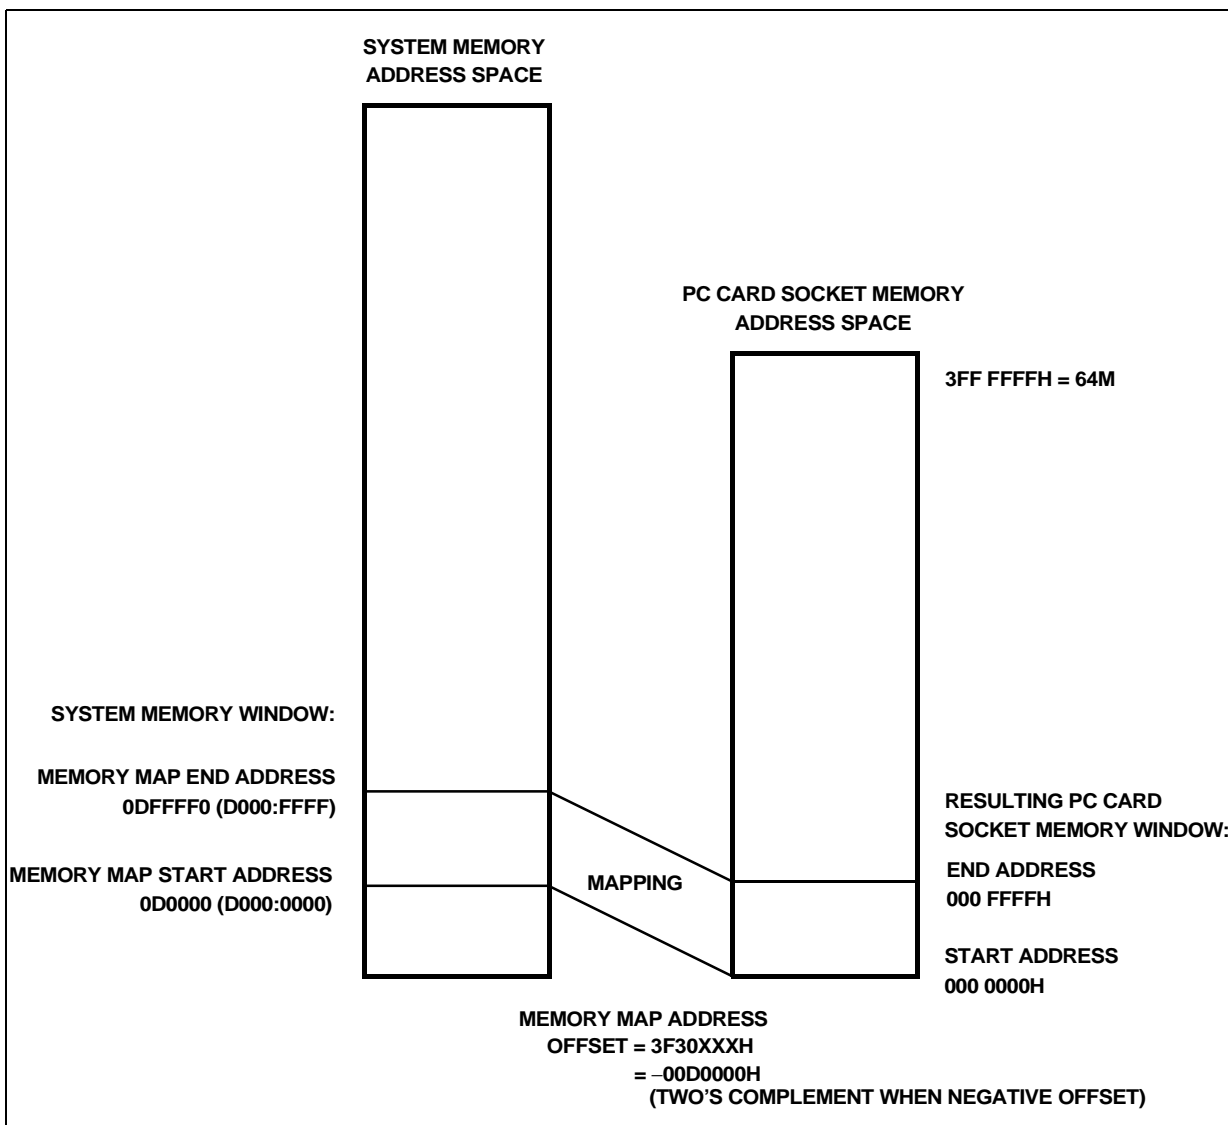 SYSTEM MEMORY
ADDRESS SPACE
PC CARD SOCKET MEMORY
ADDRESS SPACE
3FF FFFFH = 64M
SYSTEM MEMORY WINDOW:
MEMORY MAP END ADDRESS
0DFFFF0 (D000:FFFF)
MEMORY MAP START ADDRESS
0D0000 (D000:0000)
MAPPING
RESULTING PC CARD
SOCKET MEMORY WINDOW:
END ADDRESS
000 FFFFH
START ADDRESS
000 0000H
MEMORY MAP ADDRESS
OFFSET = 3F30XXXH
= –00D0000H
(TWO'S COMPLEMENT WHEN NEGATIVE OFFSET)